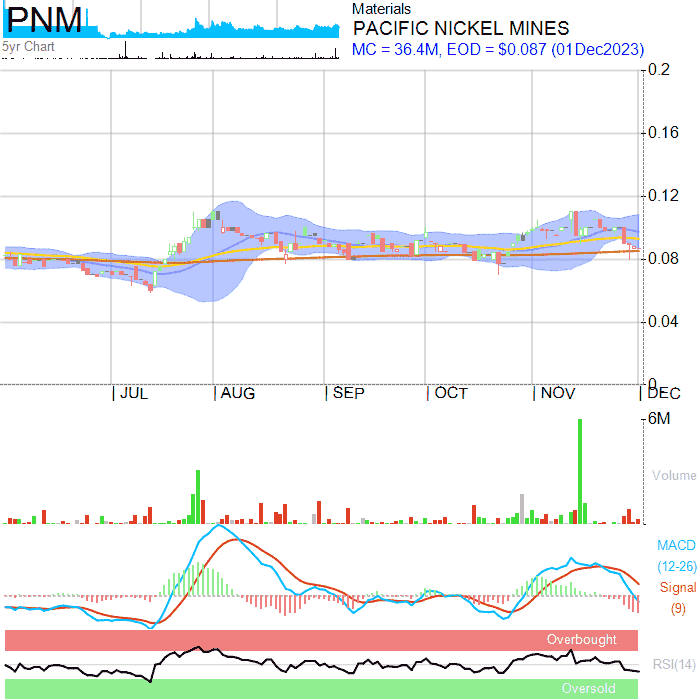 PNM
5yr Chart
Materials
PACIFIC NICKEL MINES
MC = 36.4M, EOD = $0.087 (01Dec2023)
0.2
0.16
0.12
0.08
0.04
0
JUL AUG SEP OCT NOV DEC
6M
Volume
MACD
(12-26)
Signal
(9)
Overbought
RSI(14)
Oversold